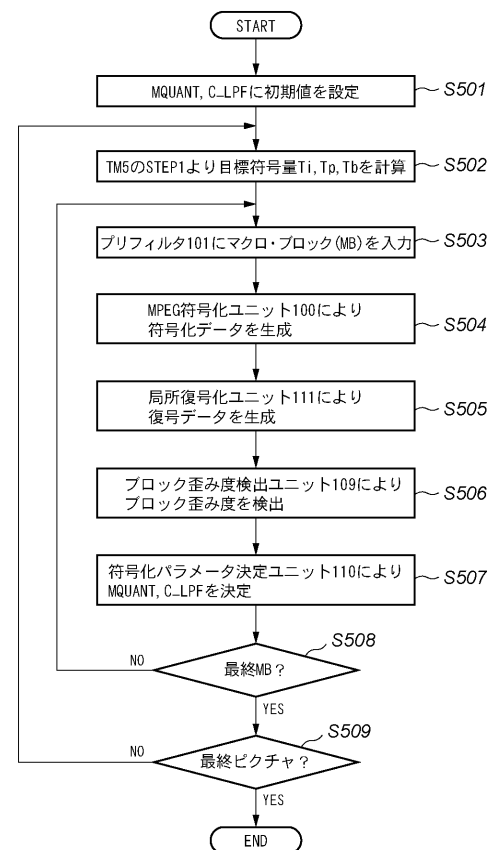 START
MQUANT, C_LPFに初期値を設定
S501
TM5のSTEP1より目標符号量Ti, Tp, Tbを計算
S502
プリフィルタ101にマクロ・ブロック(MB)を入力
S503
MPEG符号化ユニット100により
符号化データを生成
S504
局所復号化ユニット111により
復号データを生成
S505
ブロック歪み度検出ユニット109により
ブロック歪み度を検出
S506
符号化パラメータ決定ユニット110により
MQUANT, C_LPFを決定
S507
S508
NO
最終MB?
YES
S509
NO
最終ピクチャ?
YES
END